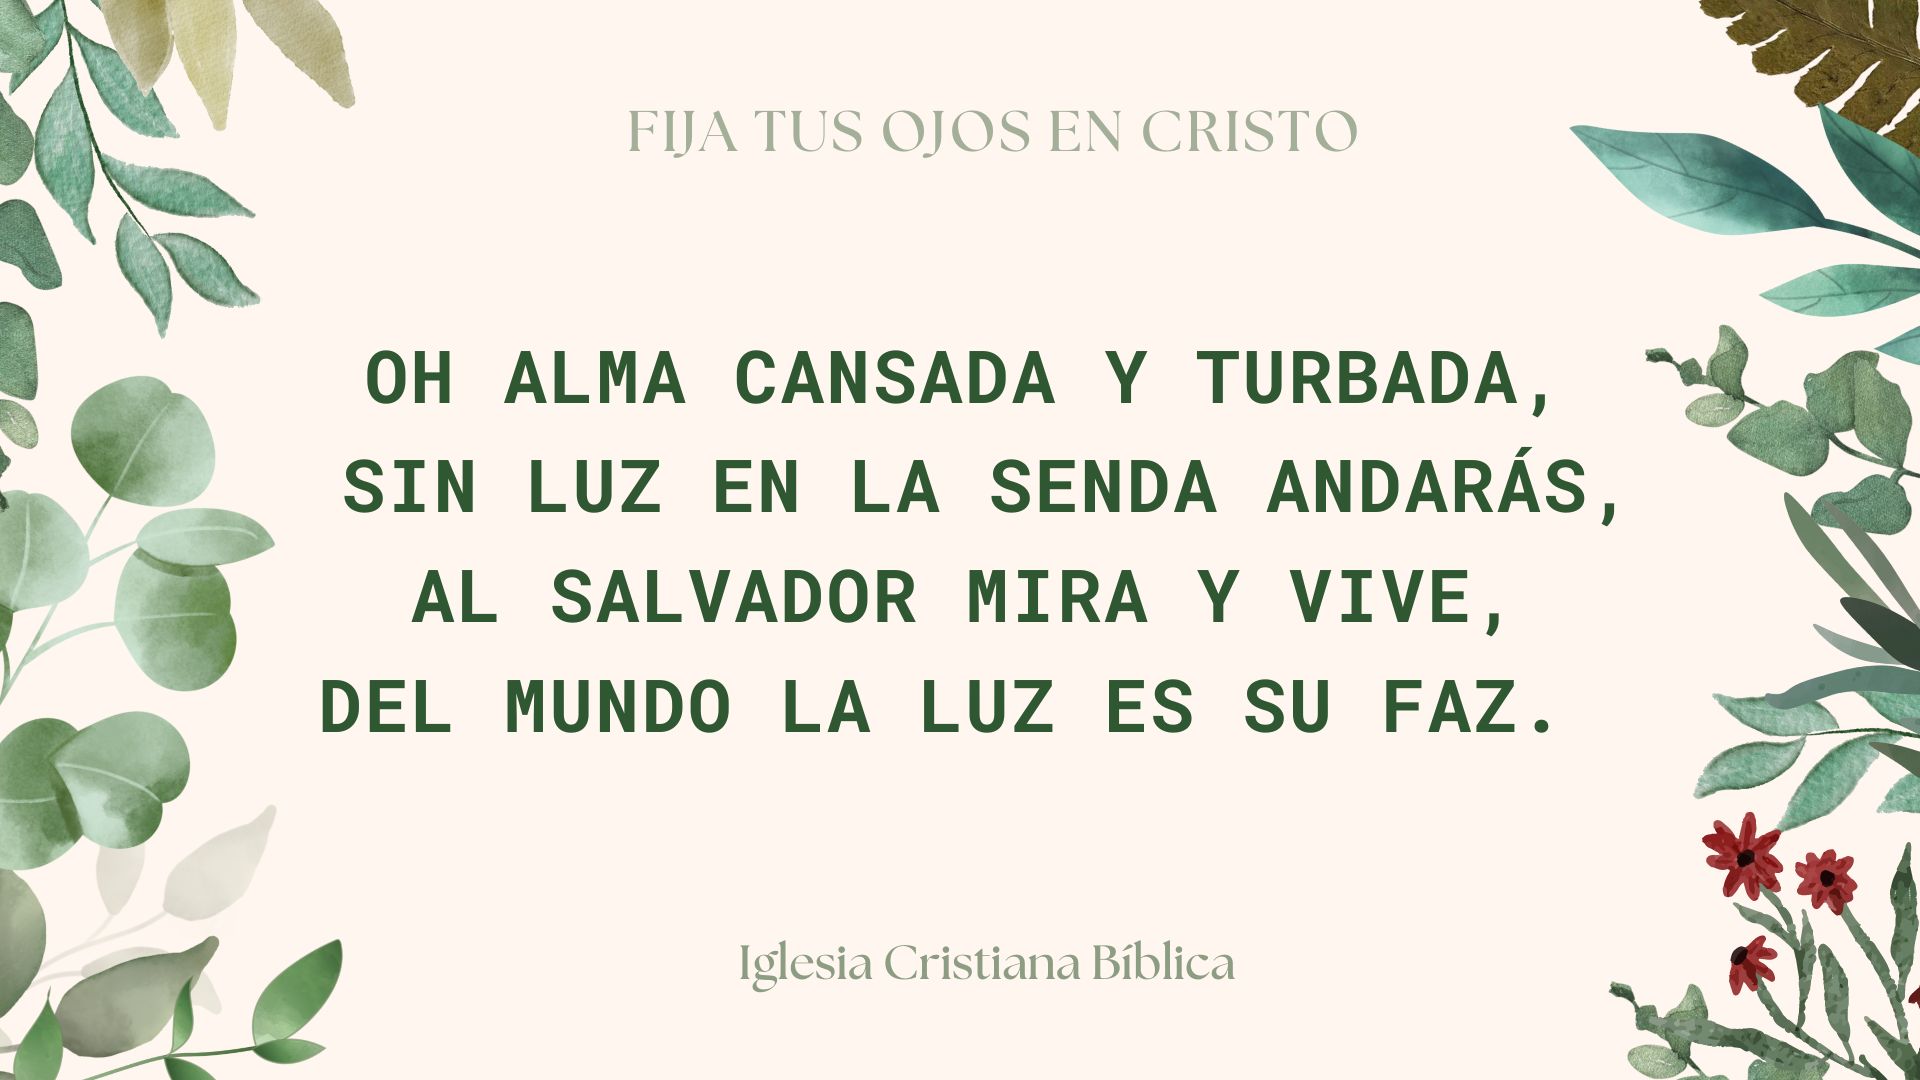 FIJA TUS OJOS EN CRISTO
OH ALMA CANSADA Y TURBADA,
SIN LUZ EN LA SENDA ANDARÁS,
AL SALVADOR MIRA Y VIVE,
DEL MUNDO LA LUZ ES SU FAZ.
Iglesia Cristiana Bíblica